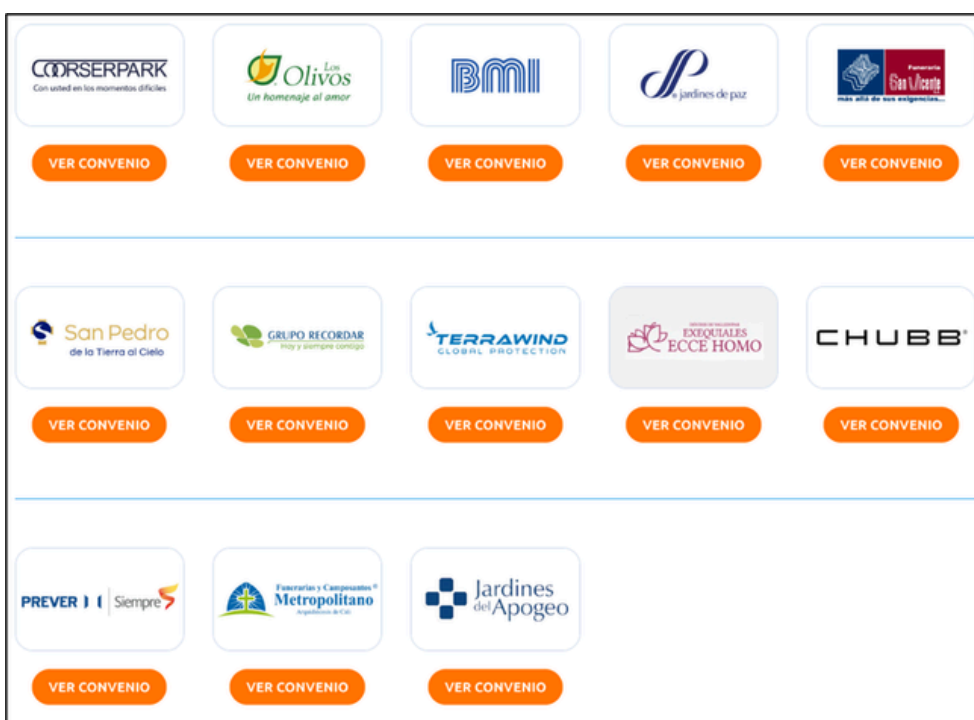 COORSERPARK
Con usted en los momentos difíciles
Los
Olivos
Un homenaje al amor
BMI
jardines de paz
Funeraria
San Vicente
más allá de sus exigencias...
VER CONVENIO
VER CONVENIO
VER CONVENIO
VER CONVENIO
VER CONVENIO
San Pedro
de la Tierra al Cielo
GRUPO RECORDAR
Hoy y siempre contigo
TERRAWIND
GLOBAL PROTECTION
EXEQUIALES
ECCE HOMO
CHUBB®
VER CONVENIO
VER CONVENIO
VER CONVENIO
VER CONVENIO
VER CONVENIO
PREVER
Siempre
Funerarias y Camposantos ®
Metropolitano
Arquidiócesis de Cali
Jardines
del Apogeo
VER CONVENIO
VER CONVENIO
VER CONVENIO